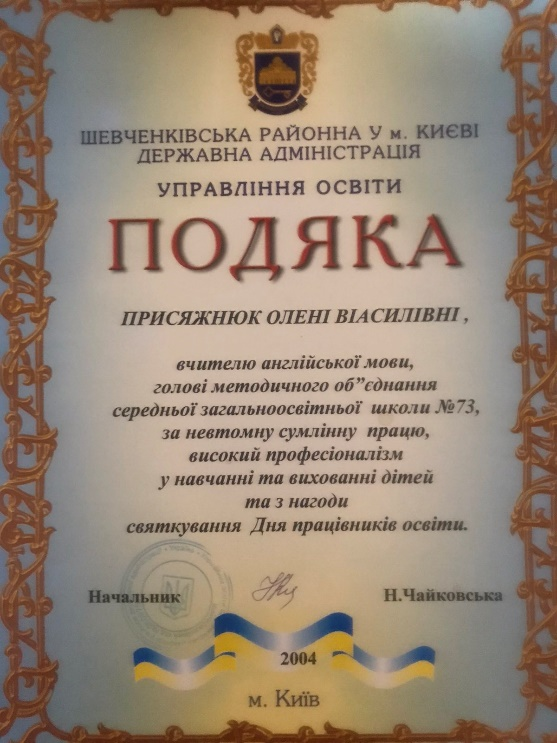 ШЕВЧЕНКІВСЬКА РАЙОННА У м. КИЄВІ
ДЕРЖАВНА АДМІНІСТРАЦІЯ
УПРАВЛІННЯ ОСВІТИ
ПОДЯКА
ПРИСЯЖНЮК ОЛЕНІ ВІАСИЛІВНІ ,
вчителю англійської мови,
голові методичного об”єднання
середньої загальноосвітньої школи №73,
за невтомну сумлінну працю,
високий професіоналізм
у навчанні та вихованні дітей
та з нагоди
святкування Дня працівників освіти.
Начальник Н.Чайковська
2004
м. Київ